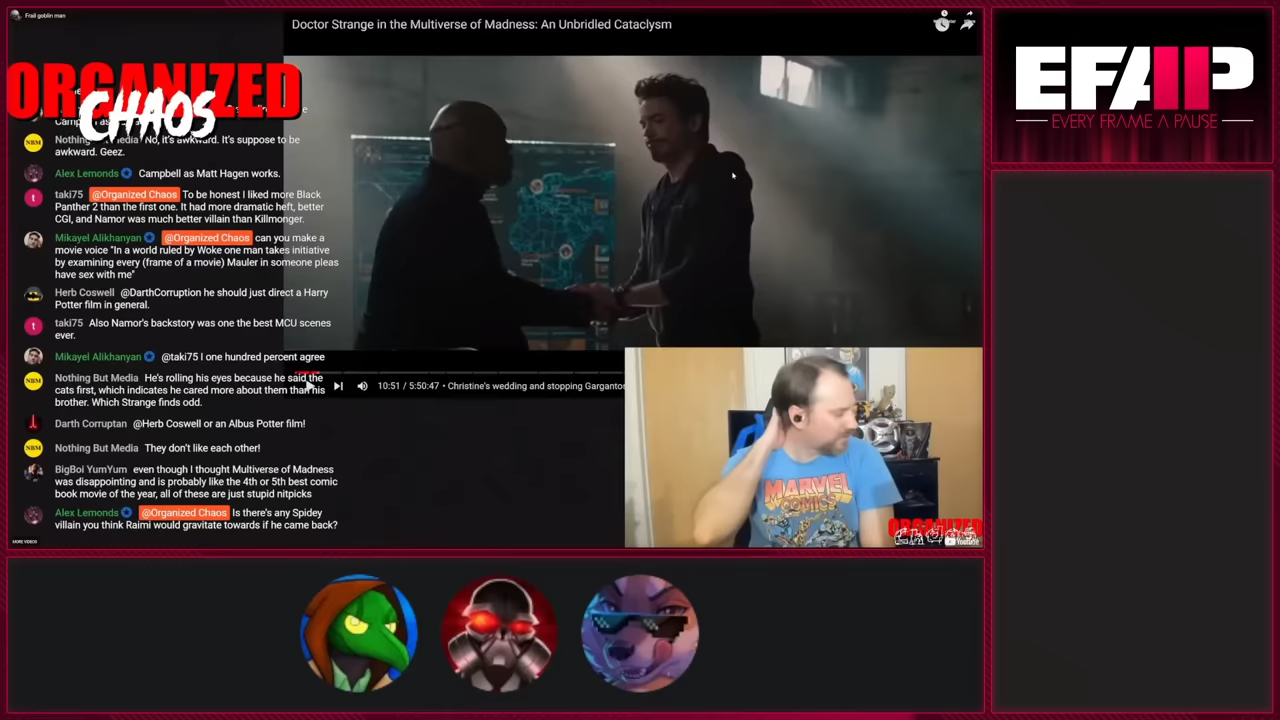 Frail goblin man
Doctor Strange in the Multiverse of Madness: An Unbridled Cataclysm
ORGANIZED
CHAOS
Nothing
edia No, it's awkward. It's suppose to be
awkward. Geez.
Alex Lemonds Campbell as Matt Hagen works.
taki75 @Organized Chaos To be honest I liked more Black
Panther 2 than the first one. It had more dramatic heft, better
CGI, and Namor was much better villain than Killmonger.
Mikayel Alikhanyan @Organized Chaos can you make a
movie voice "In a world ruled by Woke one man takes initiative
by examining every (frame of a movie) Mauler in someone pleas
have sex with me"
Herb Coswell @DarthCorruption he should just direct a Harry
Potter film in general.
taki75 Also Namor's backstory was one the best MCU scenes
ever.
Mikayel Alikhanyan @taki75 I one hundred percent agree
Nothing But Media He's rolling his eyes because he said the
cats first, which indicates he cared more about them than his
brother. Which Strange finds odd.
Darth Corruptan @Herb Coswell or an Albus Potter film!
Nothing But Media They don't like each other!
BigBoi YumYum even though I thought Multiverse of Madness
was disappointing and is probably like the 4th or 5th best comic
book movie of the year, all of these are just stupid nitpicks
Alex Lemonds @Organized Chaos Is there's any Spidey
villain you think Raimi would gravitate towards if he came back?
MORE VIDEOS
NBM
t
t
NBM
NBM
10:51 / 5:50:47 • Christine's wedding and stopping Garganto
MARVEL
COMICS
ORGANIZED
YouTube
EFAP
EVERY FRAME A PAUSE